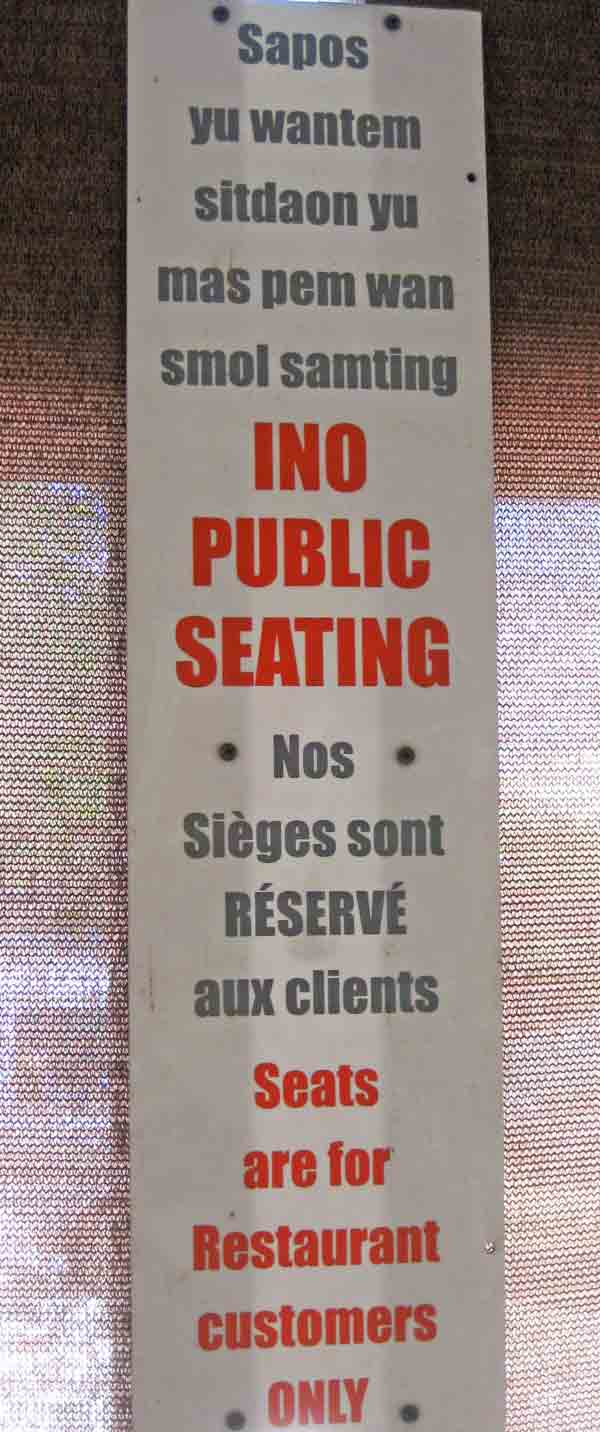 Sapos
yu wantem
sitdaon yu
mas pem wan
smol samting
INO
PUBLIC
SEATING
Nos
Sièges sont
RÉSERVÉ
aux clients
Seats
are for
Restaurant
customers
ONLY